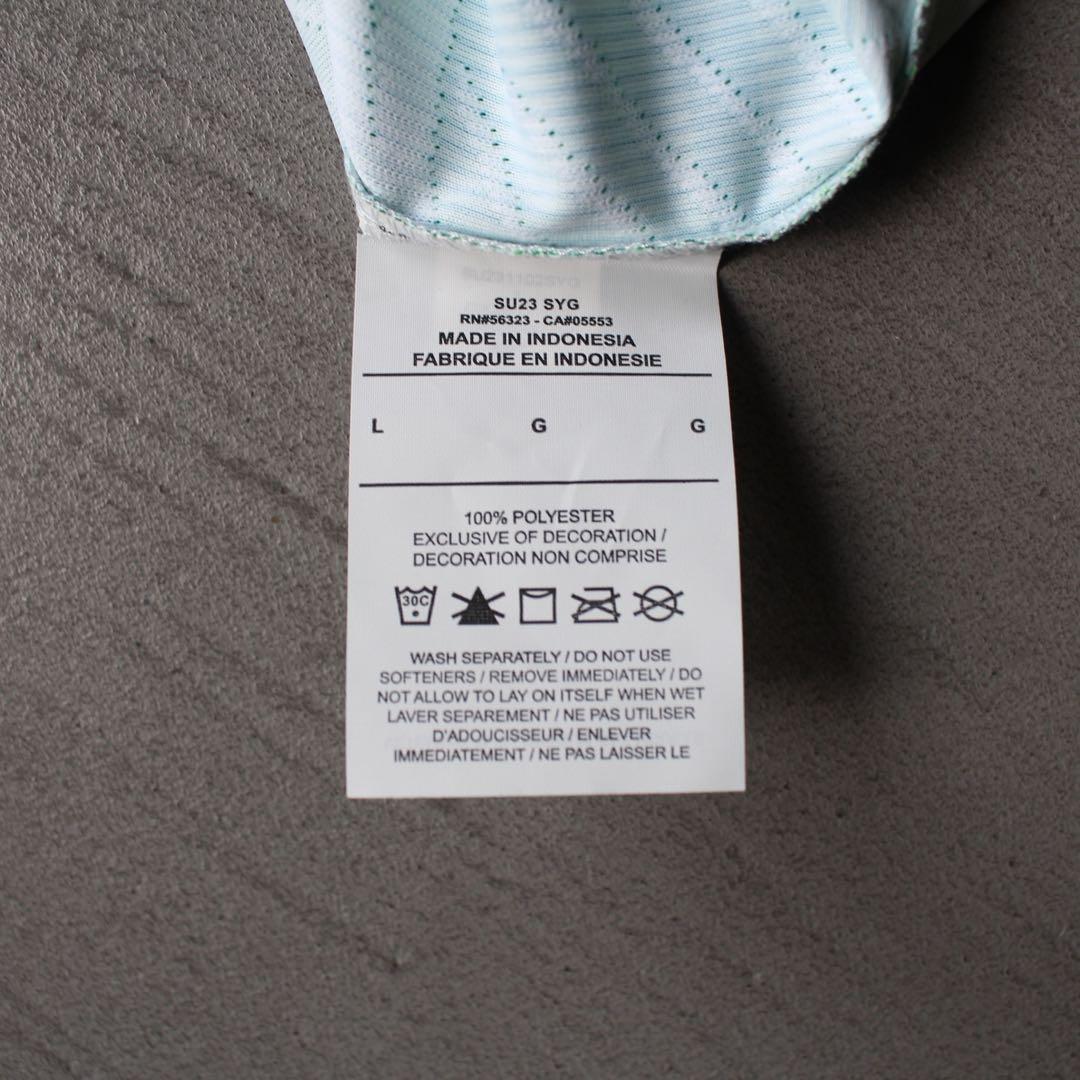 SU23 SYG
RN#56323 - CA#05553
MADE IN INDONESIA
FABRIQUE EN INDONESIE
L G G
100% POLYESTER
EXCLUSIVE OF DECORATION /
DECORATION NON COMPRISE
30C
WASH SEPARATELY / DO NOT USE
SOFTENERS / REMOVE IMMEDIATELY / DO
NOT ALLOW TO LAY ON ITSELF WHEN WET
LAVER SEPAREMENT / NE PAS UTILISER
D'ADOUCISSEUR / ENLEVER
IMMEDIATEMENT / NE PAS LAISSER LE